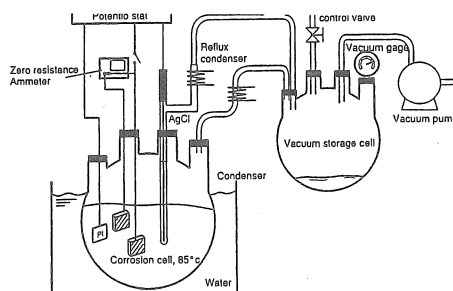 Potentio stat
control valve
Reflux
condenser
Vacuum gage
Zero resistance
Ammeter
AgCl
Vacuum pump
Vacuum storage cell
Condenser
Pt
Corrosion cell, 85°c
Water